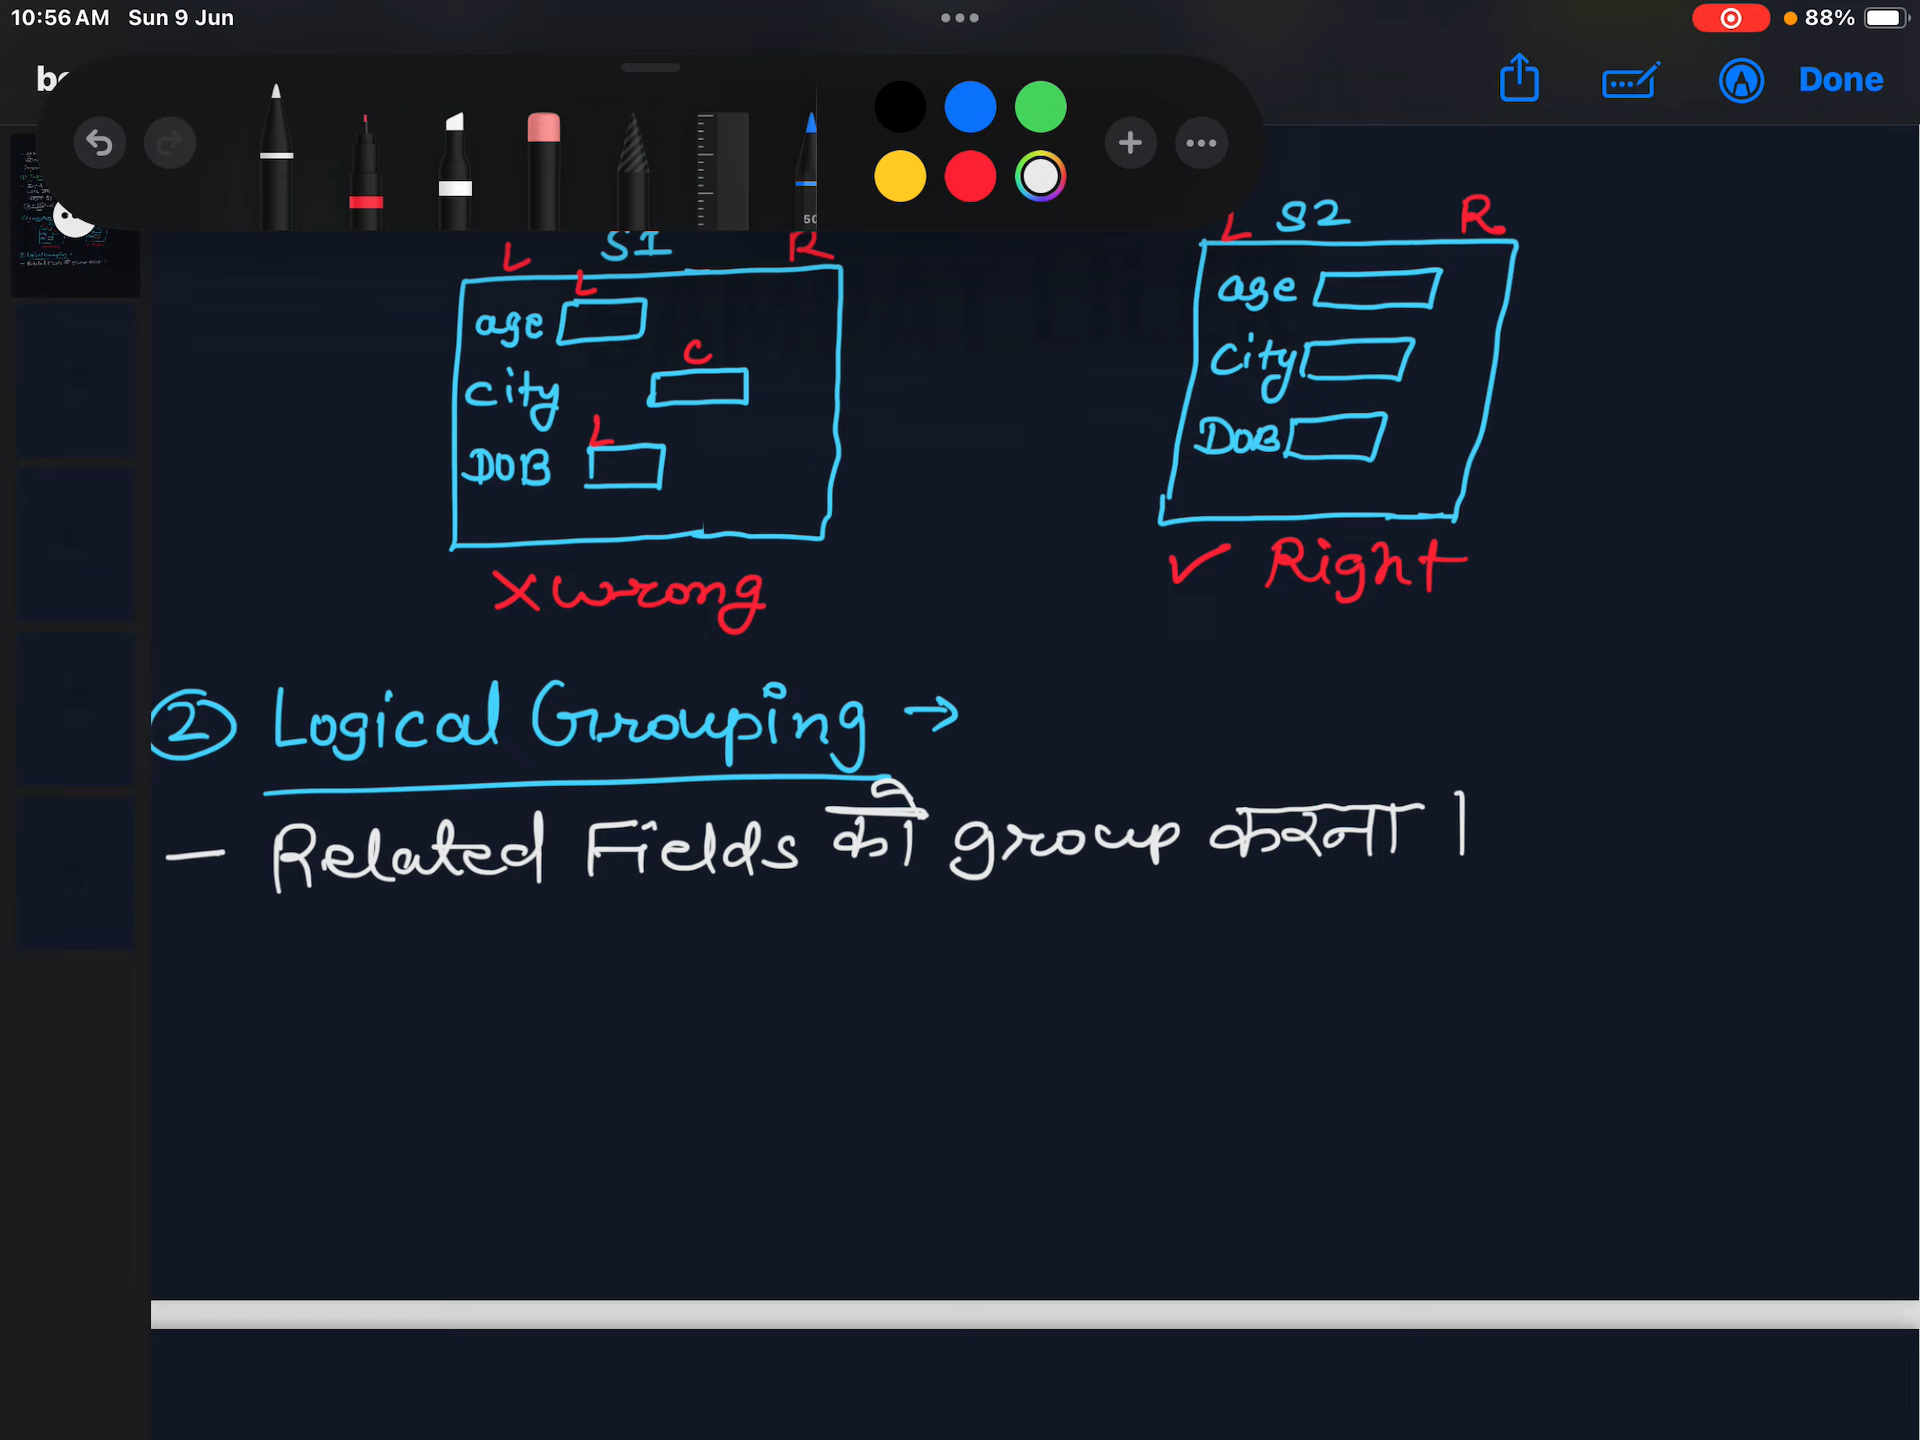 10:56 AM Sun 9 Jun
88%
Done
50
L S1 R
L
age
C
city
L
DOB
X wrong
L S2 R
age
City
DOB
✓ Right
② Logical Grouping →
— Related Fields को group करना।